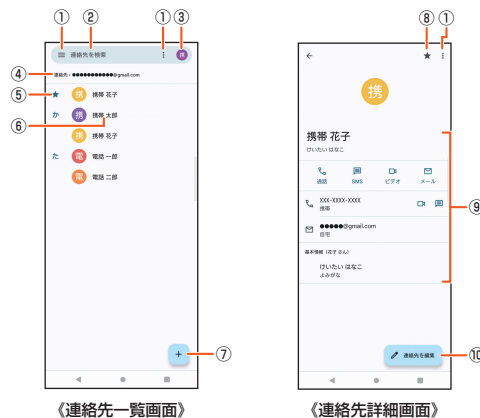 ① ② ① ③
連絡先を検索
携
④ 連絡先・●●●●●●●●●●●@gmail.com
⑤ ★ 携 携帯 花子
⑥ か 携 携帯 太郎
携 携帯 花子
た 電 電話 一郎
電 電話 二郎
+ ⑦
《連絡先一覧画面》
⑧ ①
携
携帯 花子
けいたい はなこ
通話 SMS ビデオ メール
XXX-XXXX-XXXX
携帯
⑨
●●●●●@gmail.com
自宅
基本情報(花子 さん)
けいたい はなこ
よみがな
連絡先を編集 ⑩
《連絡先詳細画面》